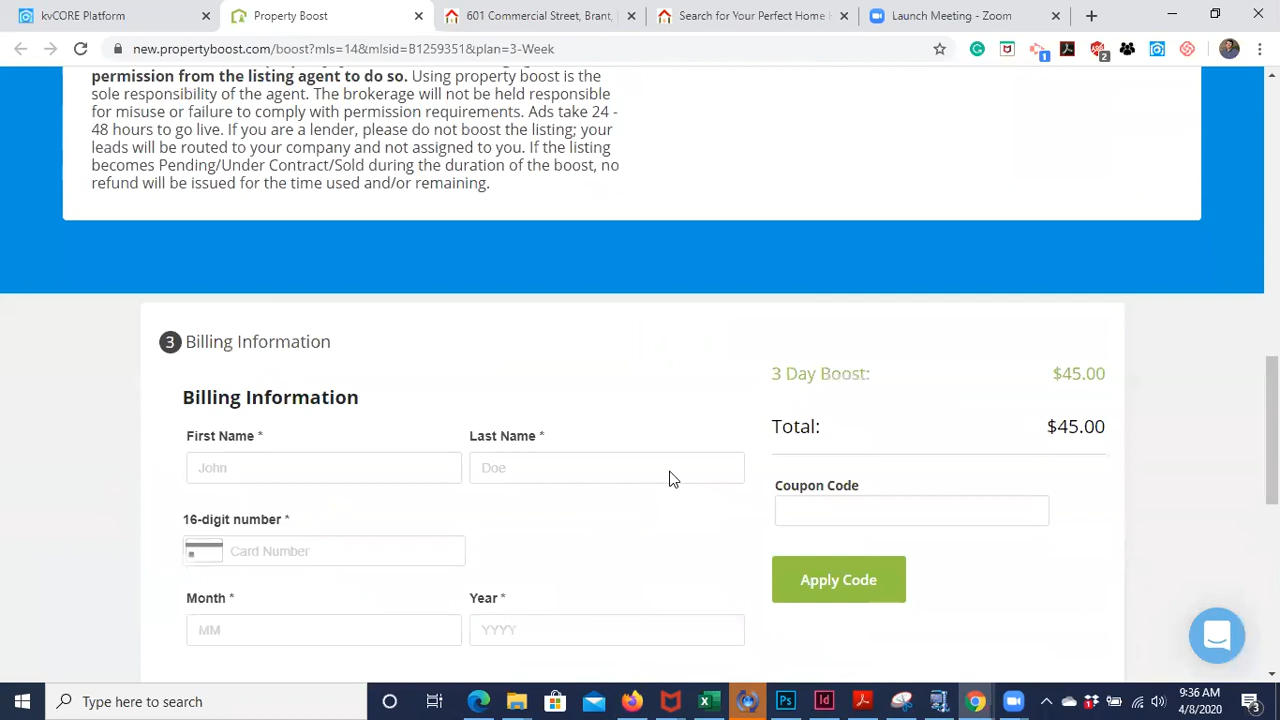 kvCORE Platform
Property Boost
601 Commercial Street, Brant,
Search for Your Perfect Home
Launch Meeting - Zoom
new.propertyboost.com/boost?mls=14&mlsid=B1259351&plan=3-Week
1
2
permission from the listing agent to do so. Using property boost is the
sole responsibility of the agent. The brokerage will not be held responsible
for misuse or failure to comply with permission requirements. Ads take 24 -
48 hours to go live. If you are a lender, please do not boost the listing; your
leads will be routed to your company and not assigned to you. If the listing
becomes Pending/Under Contract/Sold during the duration of the boost, no
refund will be issued for the time used and/or remaining.
3 Billing Information
Billing Information
First Name *
Last Name *
John
Doe
16-digit number *
Card Number
Month *
Year *
MM
YYYY
3 Day Boost: $45.00
Total: $45.00
Coupon Code
Apply Code
Type here to search
9:36 AM
4/8/2020
3